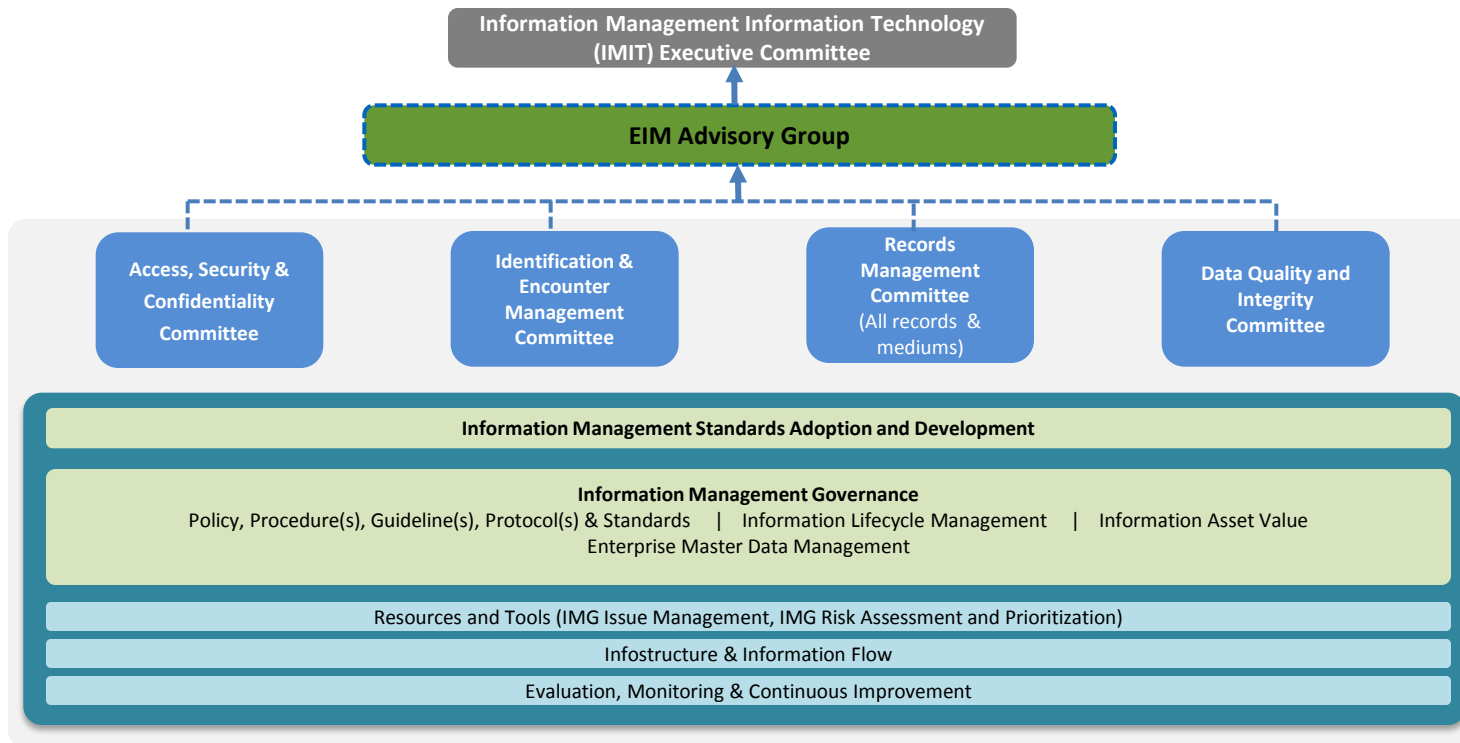 Information Management Information Technology
(IMIT) Executive Committee
EIM Advisory Group
Access, Security &
Confidentiality
Committee
Identification &
Encounter
Management
Committee
Records
Management
Committee
(All records & 
mediums)
Data Quality and
Integrity
Committee
Information Management Standards Adoption and Development
Information Management Governance
Policy, Procedure(s), Guideline(s), Protocol(s) & Standards | Information Lifecycle Management | Information Asset Value
Enterprise Master Data Management
Resources and Tools (IMG Issue Management, IMG Risk Assessment and Prioritization)
Infostructure & Information Flow
Evaluation, Monitoring & Continuous Improvement